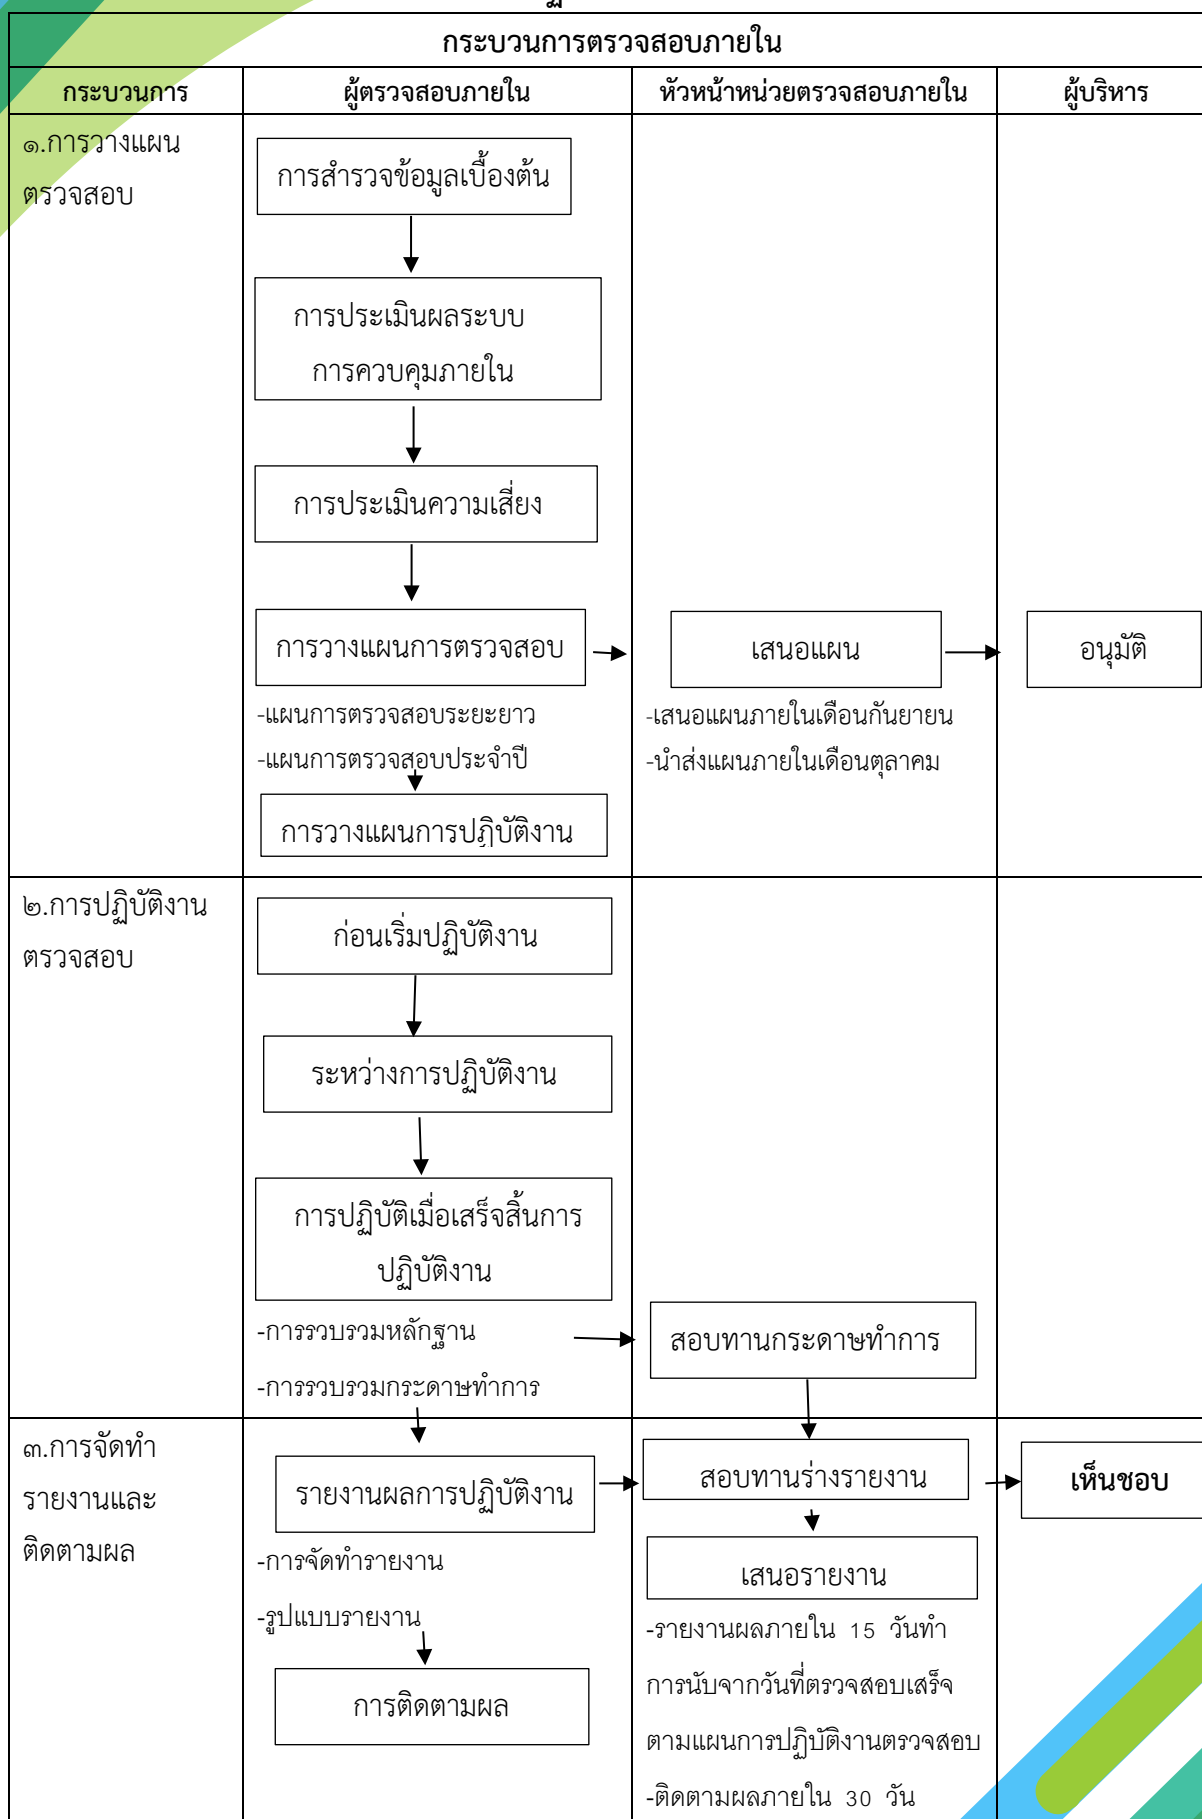 กระบวนการตรวจสอบภายใน
กระบวนการ
ผู้ตรวจสอบภายใน
หัวหน้าหน่วยตรวจสอบภายใน
ผู้บริหาร
๑.การวางแผน
ตรวจสอบ
การสำรวจข้อมูลเบื้องต้น
การประเมินผลระบบ
การควบคุมภายใน
การประเมินความเสี่ยง
การวางแผนการตรวจสอบ
เสนอแผน
อนุมัติ
-แผนการตรวจสอบระยะยาว
-แผนการตรวจสอบประจำปี
-เสนอแผนภายในเดือนกันยายน
-นำส่งแผนภายในเดือนตุลาคม
การวางแผนการปฏิบัติงาน
๒.การปฏิบัติงาน
ตรวจสอบ
ก่อนเริ่มปฏิบัติงาน
ระหว่างการปฏิบัติงาน
การปฏิบัติเมื่อเสร็จสิ้นการ
ปฏิบัติงาน
-การรวบรวมหลักฐาน
-การรวบรวมกระดาษทำการ
สอบทานกระดาษทำการ
๓.การจัดทำ
รายงานและ
ติดตามผล
รายงานผลการปฏิบัติงาน
สอบทานร่างรายงาน
เห็นชอบ
-การจัดทำรายงาน
-รูปแบบรายงาน
เสนอรายงาน
การติดตามผล
-รายงานผลภายใน 15 วันทำ
การนับจากวันที่ตรวจสอบเสร็จ
ตามแผนการปฏิบัติงานตรวจสอบ
-ติดตามผลภายใน 30 วัน